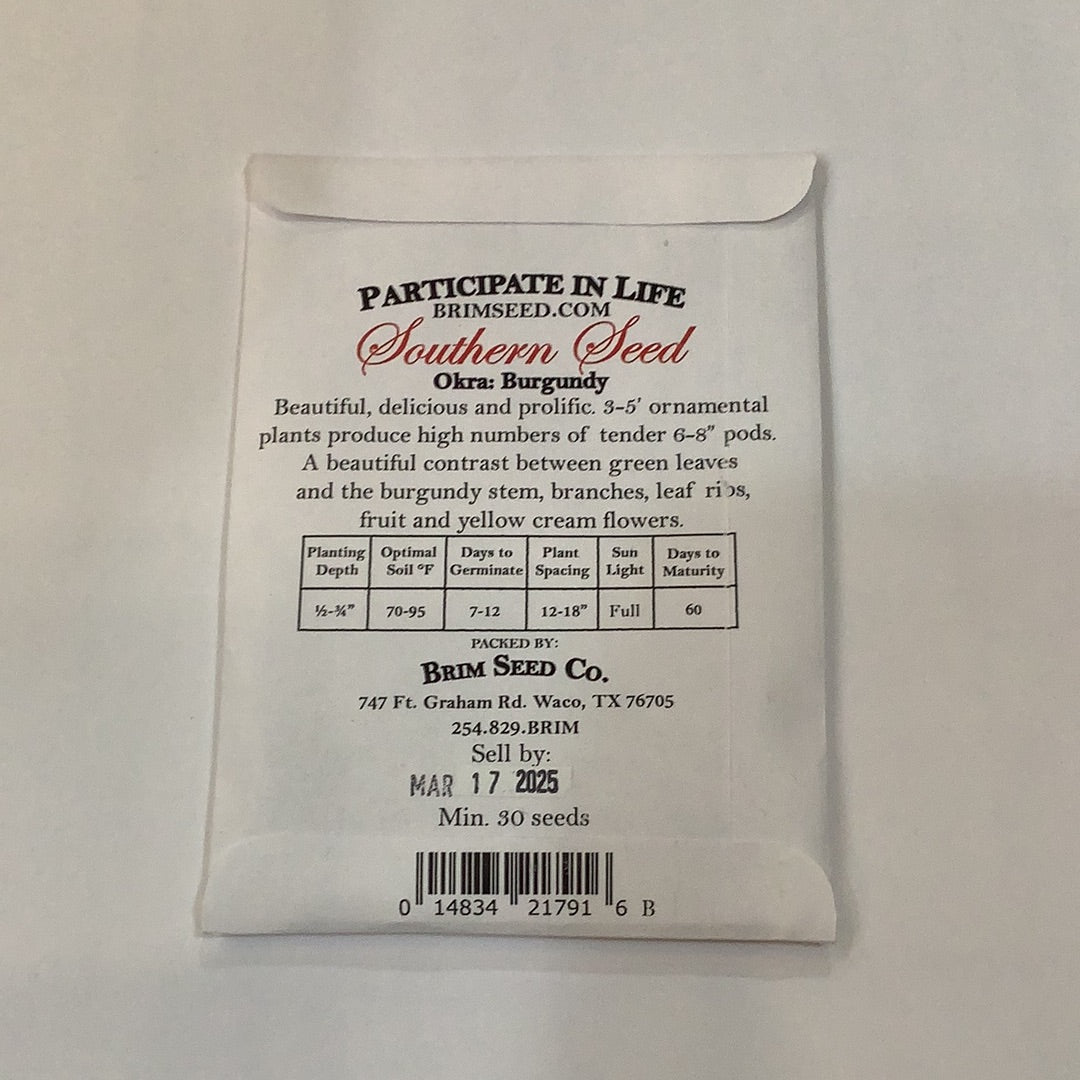 PARTICIPATE IN LIFE
BRIMSEED.COM
Southern Seed
Okra: Burgundy
Beautiful, delicious and prolific. 3-5' ornamental
plants produce high numbers of tender 6-8" pods.
A beautiful contrast between green leaves
and the burgundy stem, branches, leaf ribs,
fruit and yellow cream flowers.
Planting Depth Optimal Soil °F Days to Germinate Plant Spacing Sun Light Days to Maturity
½-¾" 70-95 7-12 12-18" Full 60
PACKED BY:
BRIM SEED CO.
747 Ft. Graham Rd. Waco, TX 76705
254.829.BRIM
Sell by:
MAR 17 2025
Min. 30 seeds
0 14834 21791 6 B